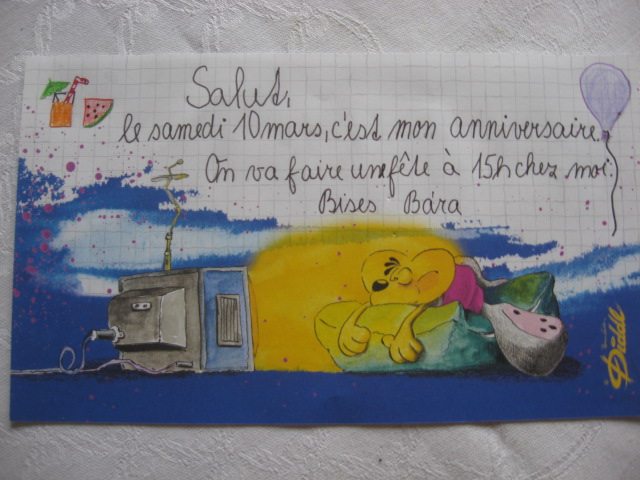 Salut,
le samedi 10 mars, c'est mon anniversaire.
On va faire une fête à 15h chez moi.
Bises Bára
Diddl